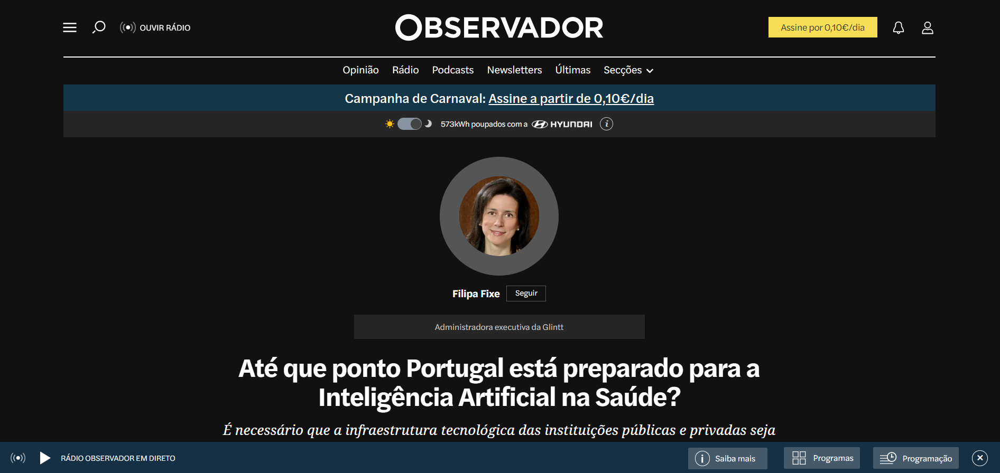 OUVIR RÁDIO
OBSERVADOR
Assine por 0,10€/dia
Opinião Rádio Podcasts Newsletters Últimas Secções
Campanha de Carnaval: Assine a partir de 0,10€/dia
573kWh poupados com a HYUNDAI i
Filipa Fixe Seguir
Administradora executiva da Glintt
Até que ponto Portugal está preparado para a
Inteligência Artificial na Saúde?
É necessário que a infraestrutura tecnológica das instituições públicas e privadas seja
RÁDIO OBSERVADOR EM DIRETO
Saiba mais
Programas
Programação